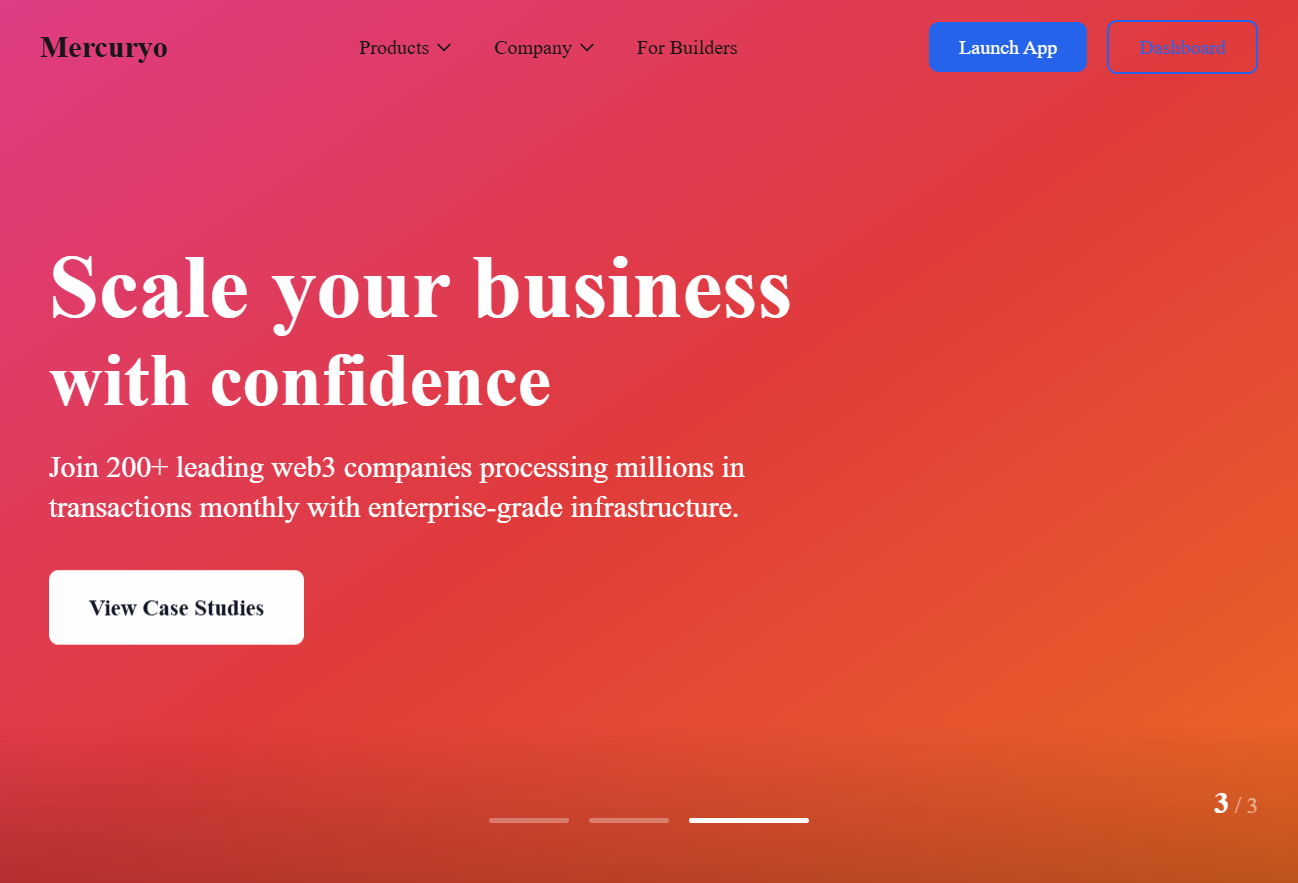 Mercuryo
Products
Company
For Builders
Launch App
Dashboard
Scale your business
with confidence
Join 200+ leading web3 companies processing millions in
transactions monthly with enterprise-grade infrastructure.
View Case Studies
3 / 3